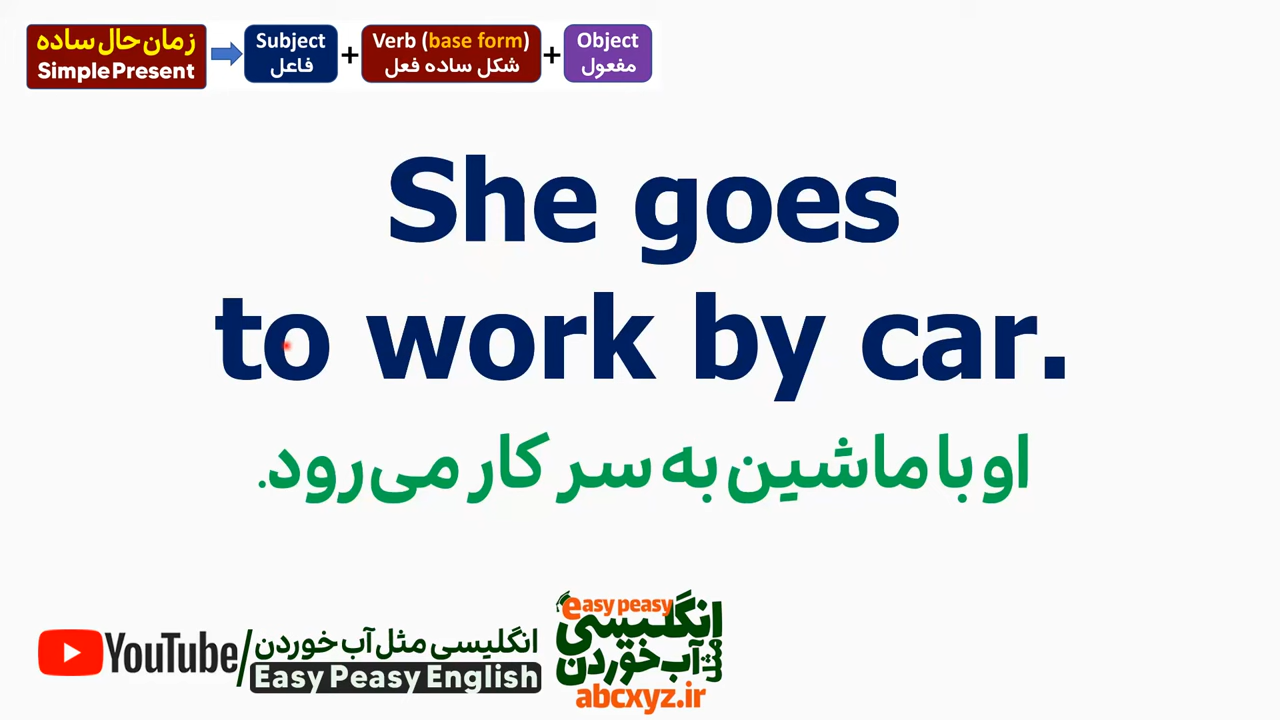 زمان حال ساده
Simple Present
Subject
فاعل
+
Verb (base form)
شکل ساده فعل
+
Object
مفعول
She goes
to work by car.
او با ماشین به سر کار می‌رود.
YouTube/
انگلیسی مثل آب خوردن
Easy Peasy English
easy peasy
انگلیسی
مثل
آب خوردن
abcxyz.ir